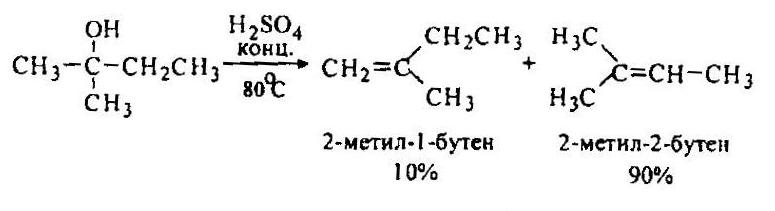 OH
H₂SO₄
конц.
80°C
CH₃-C-CH₂CH₃
CH₃
CH₂CH₃
CH₂=C
CH₃
+
H₃C
C=CH-CH₃
H₃C
2-метил-1-бутен
10%
2-метил-2-бутен
90%